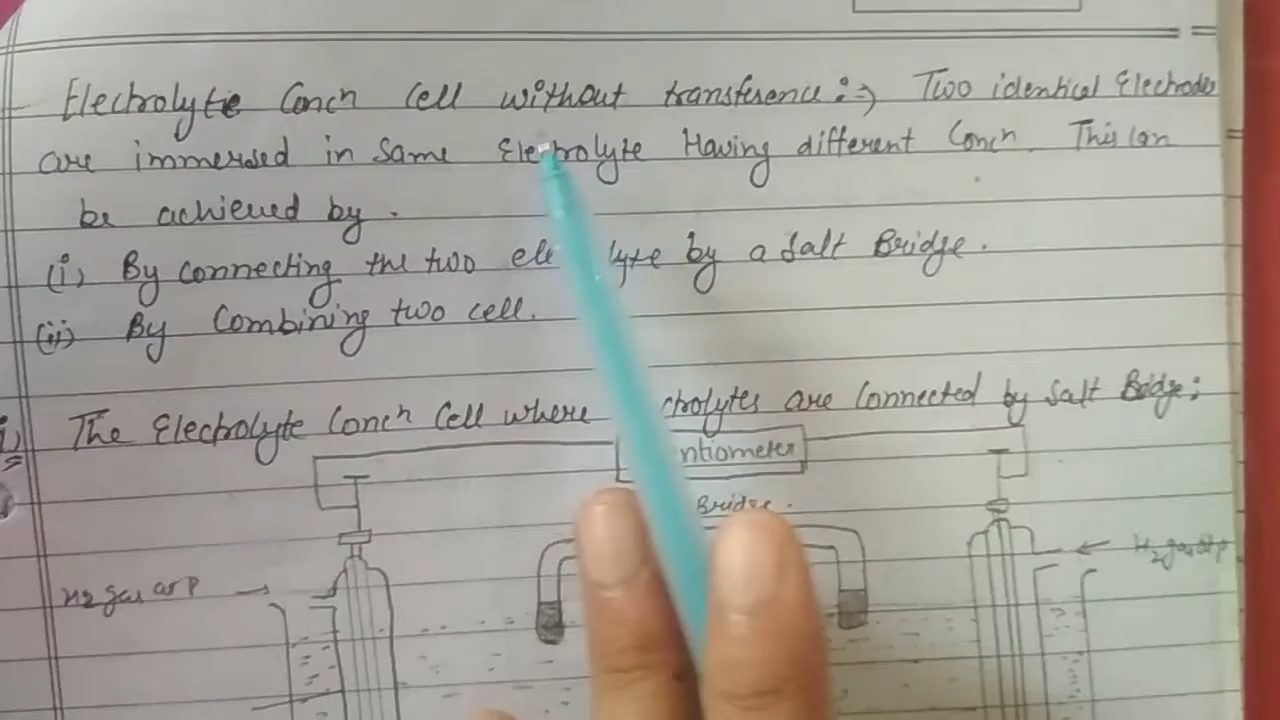 Electrolyte Concn Cell without transference :→ Two identical Electrodes
are immersed in Same Electrolyte Having different Concn. This Can
be achieved by.
(i) By connecting the two ele lyte by a Salt Bridge.
(ii) By Combining two cell.
The Electrolyte Concn Cell where ctrolytes are Connected by Salt Bridge:
ntiometer
Bridge.
H2 gas at P
H2 gas at P